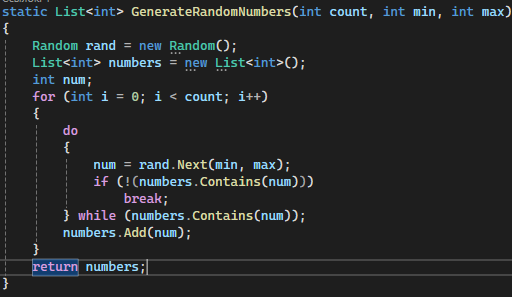 static List<int> GenerateRandomNumbers(int count, int min, int max)
{
    Random rand = new Random();
    List<int> numbers = new List<int>();
    int num;
    for (int i = 0; i < count; i++)
    {
        do
        {
            num = rand.Next(min, max);
            if (!(numbers.Contains(num)))
                break;
        } while (numbers.Contains(num));
        numbers.Add(num);
    }
    return numbers;
}